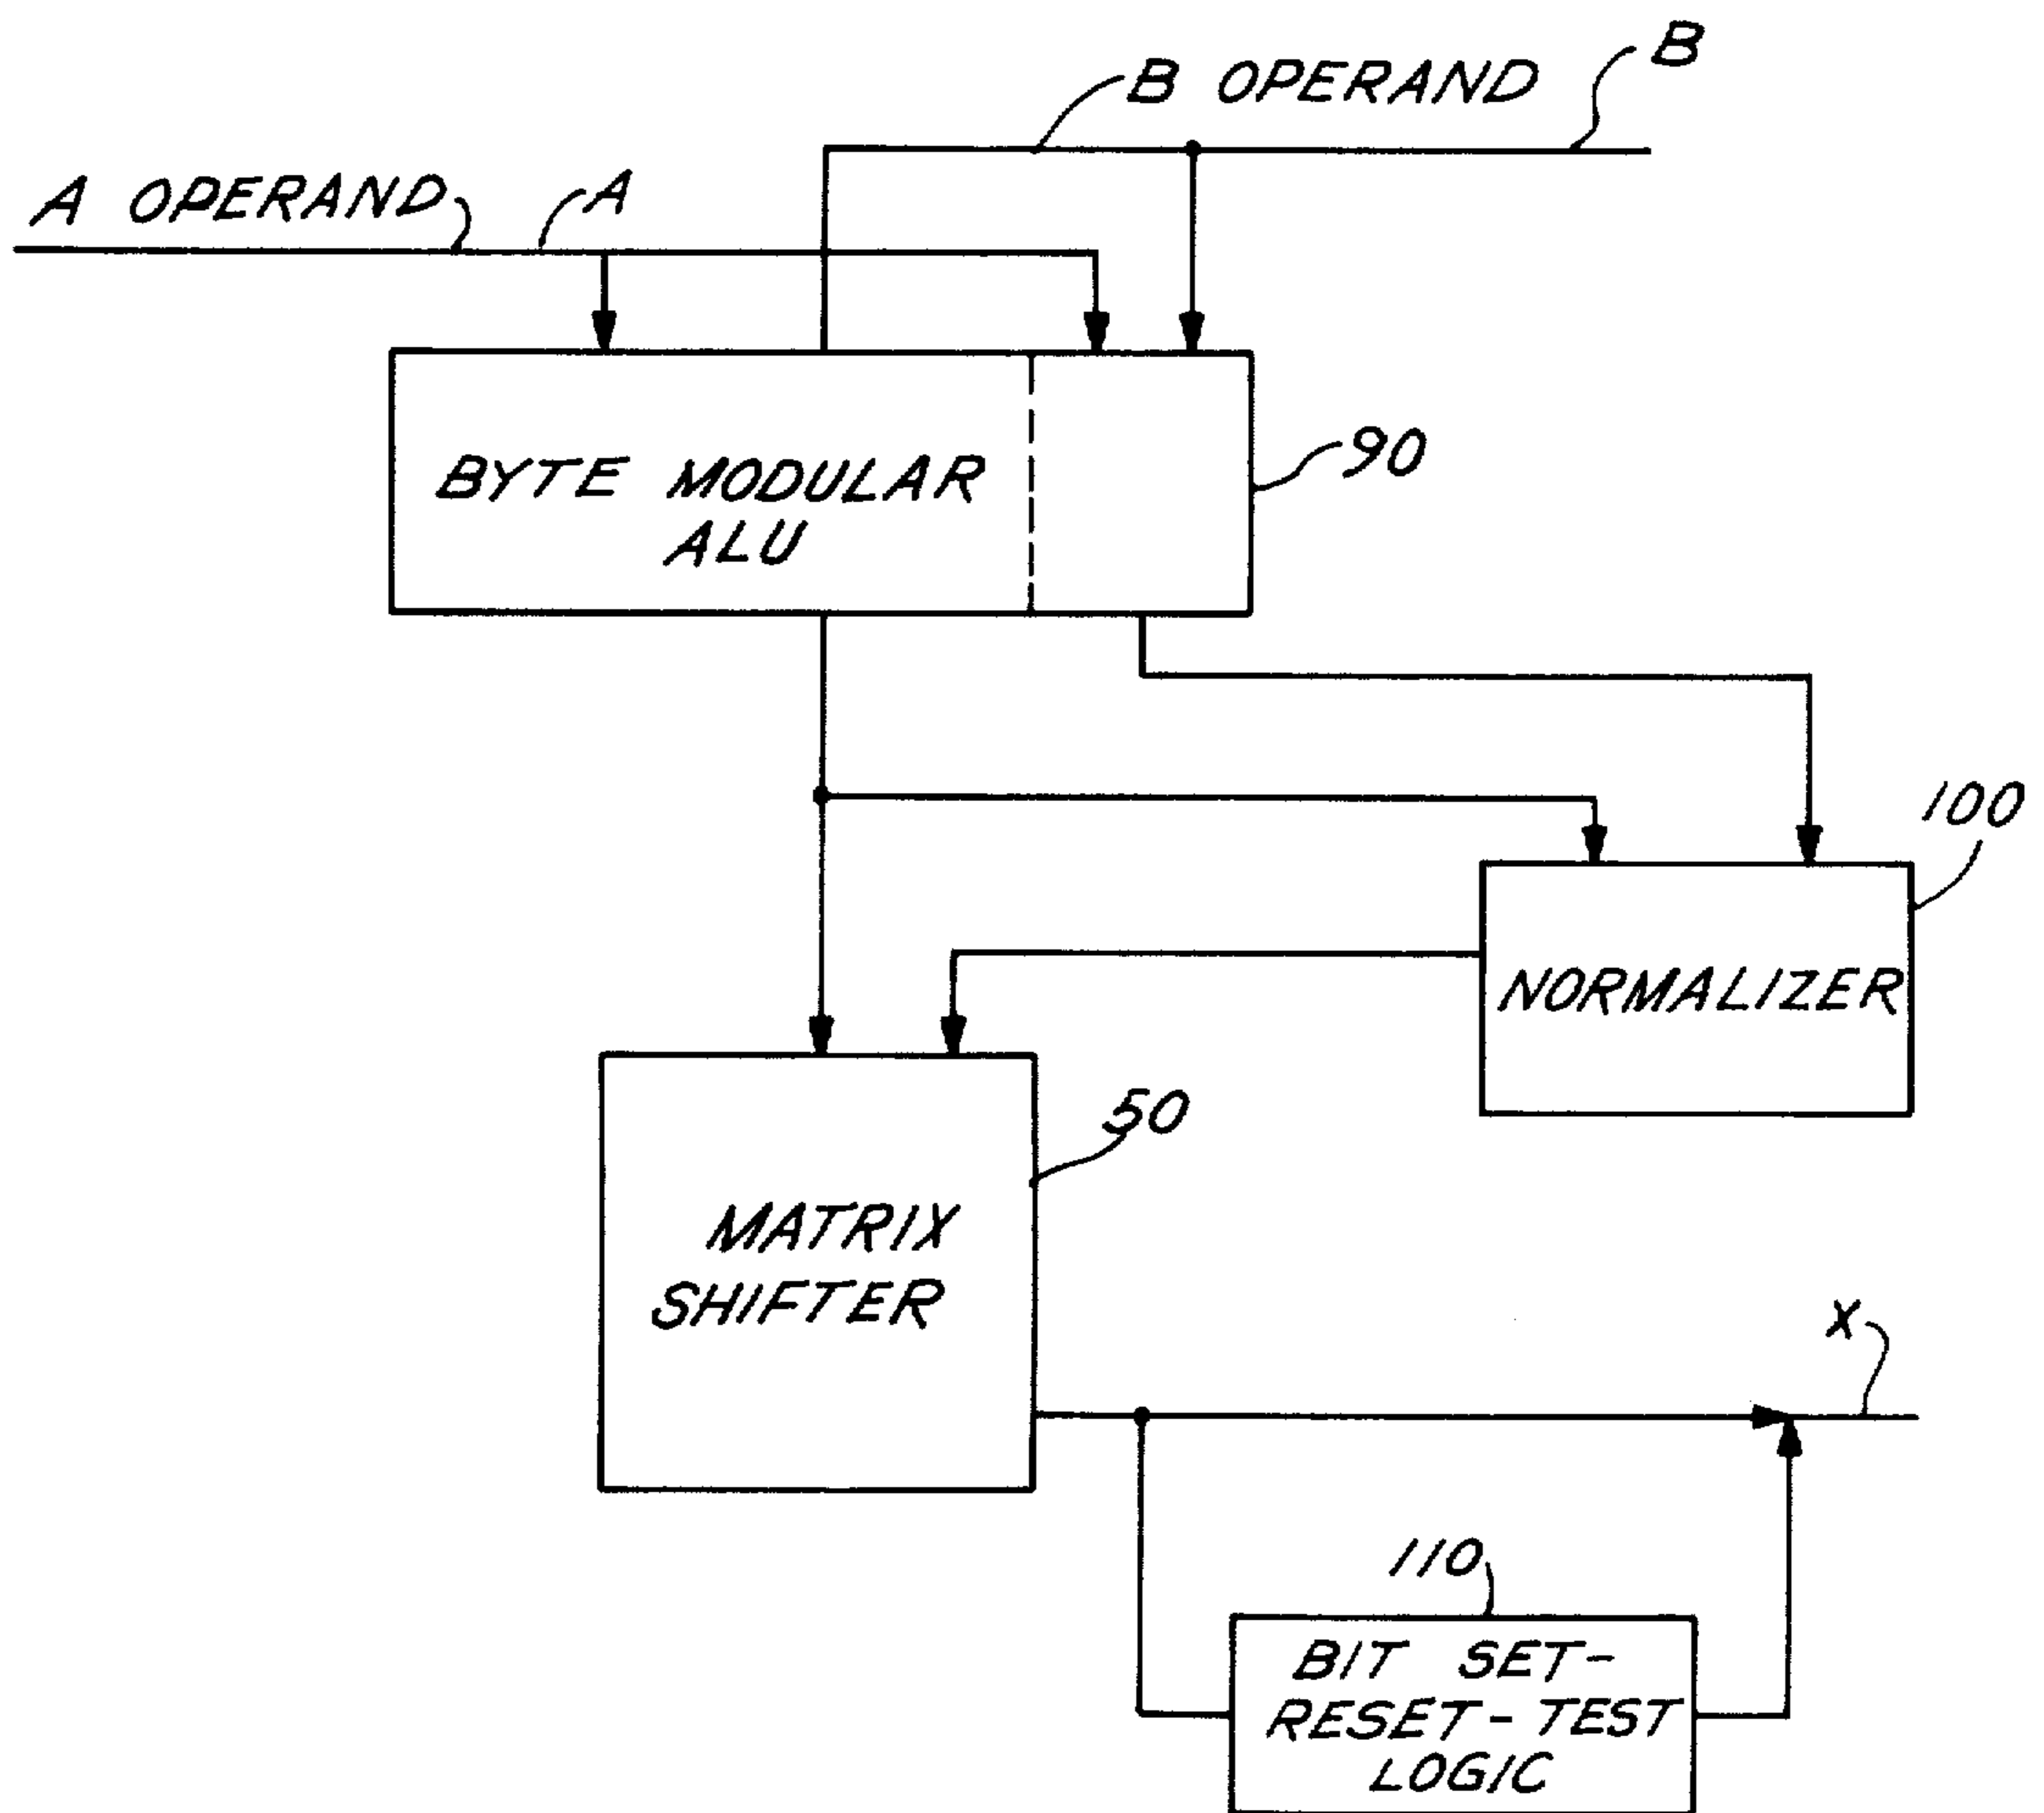 B
B OPERAND
A OPERAND
A
BYTE MODULAR
ALU
90
100
NORMALIZER
50
MATRIX
SHIFTER
X
110
BIT SET-
RESET-TEST
LOGIC